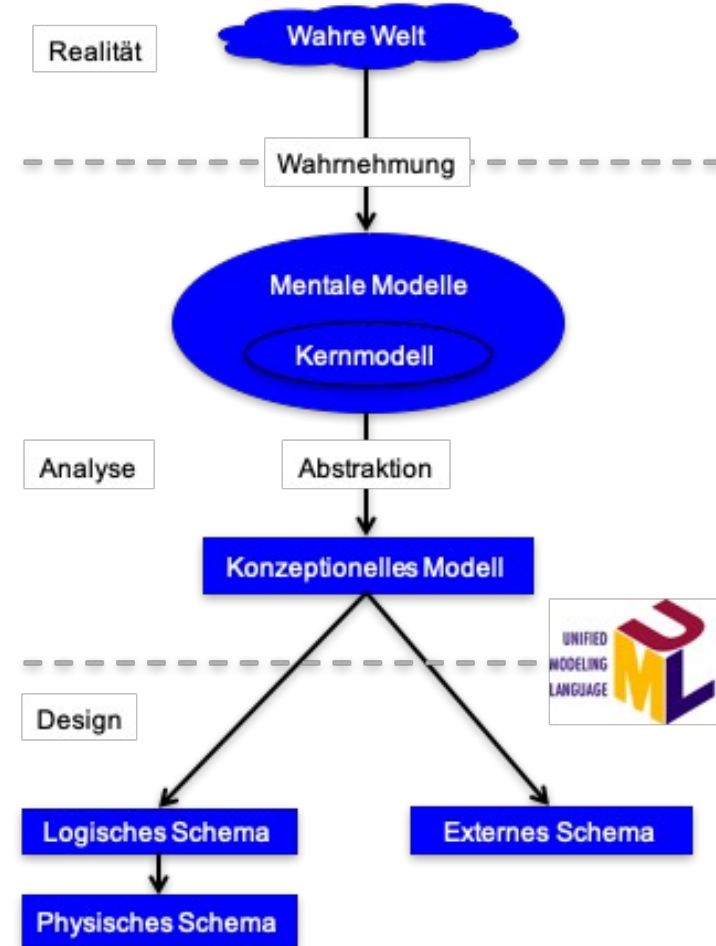 Wahre Welt
Realität
Wahrnehmung
Mentale Modelle
Kernmodell
Analyse
Abstraktion
Konzeptionelles Modell
UNIFIED
MODELING
LANGUAGE
UML
Design
Logisches Schema
Externes Schema
Physisches Schema